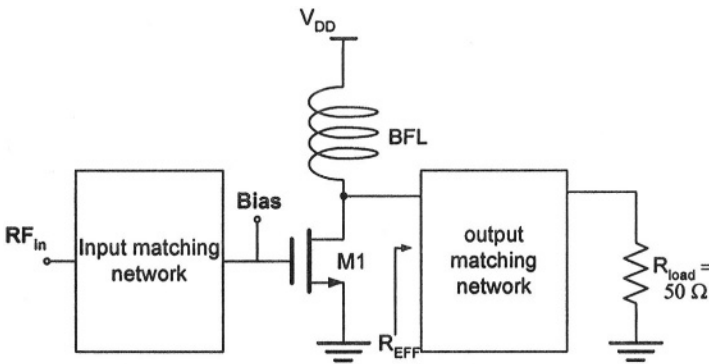 V_DD
BFL
Bias
RF_in
Input matching
network
M1
output
matching
network
R_EFF
R_load =
50 Ω